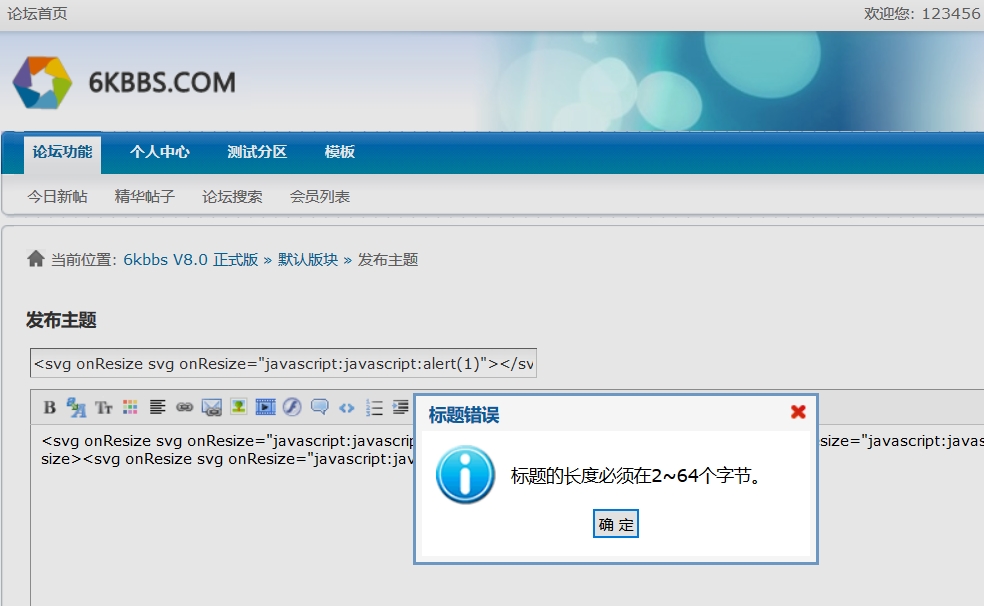 论坛首页 欢迎您: 123456
6KBBS.COM
论坛功能 个人中心 测试分区 模板
今日新帖 精华帖子 论坛搜索 会员列表
当前位置: 6kbbs V8.0 正式版 » 默认版块 » 发布主题
发布主题
<svg onResize svg onResize="javascript:javascript:alert(1)"></sv
B Tr
标题错误
<svg onResize svg onResize="javascript:javascrip size="javascript:javas
size><svg onResize svg onResize="javascript:jav
标题的长度必须在2~64个字节。
确 定